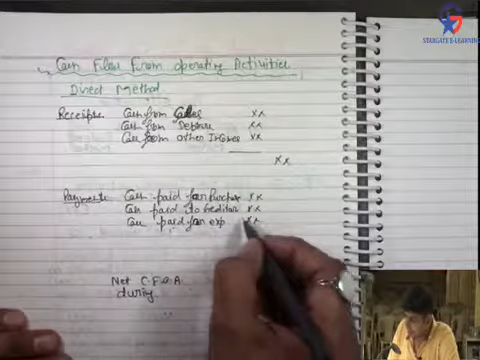 STARGATE E-LEARNING
Cash Flow From operating Activities
Direct Method
Receipts Cash from Sales xx
Cash from Debtors xx
Cash from other Incomes xx
xx
Payments Cash paid for Purchase xx
Cash paid to Creditors xx
Cas paid for exp xx
Net C.F.O.A.
during